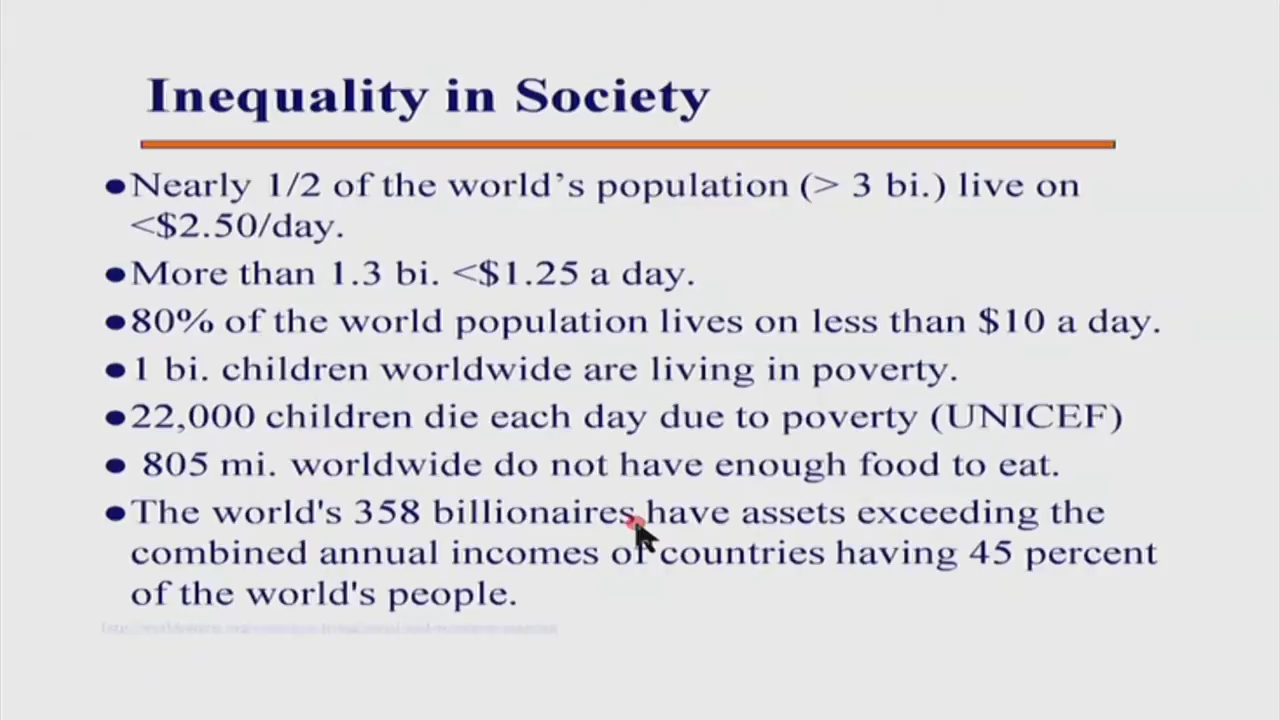 Inequality in Society
●Nearly 1/2 of the world’s population (> 3 bi.) live on
<$2.50/day.
●More than 1.3 bi. <$1.25 a day.
●80% of the world population lives on less than $10 a day.
●1 bi. children worldwide are living in poverty.
●22,000 children die each day due to poverty (UNICEF)
● 805 mi. worldwide do not have enough food to eat.
●The world's 358 billionaires have assets exceeding the
combined annual incomes of countries having 45 percent
of the world's people.